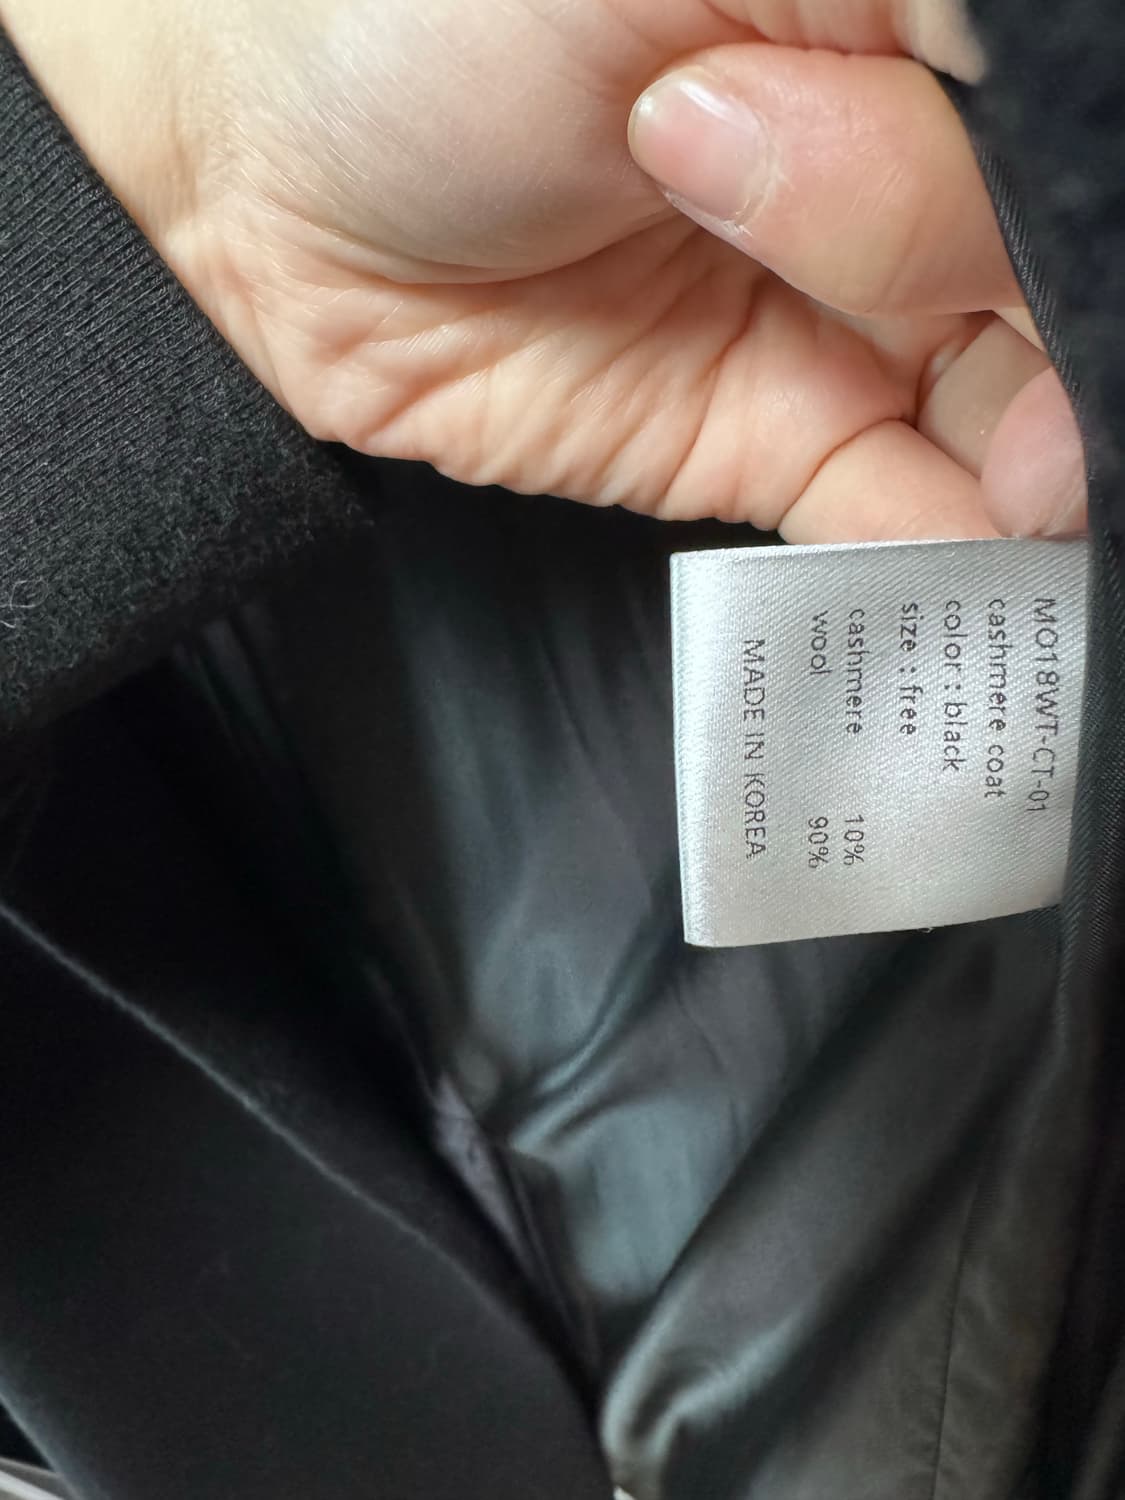 MO18WT-CT-01
cashmere coat
color : black
size : free
cashmere 10%
wool 90%
MADE IN KOREA